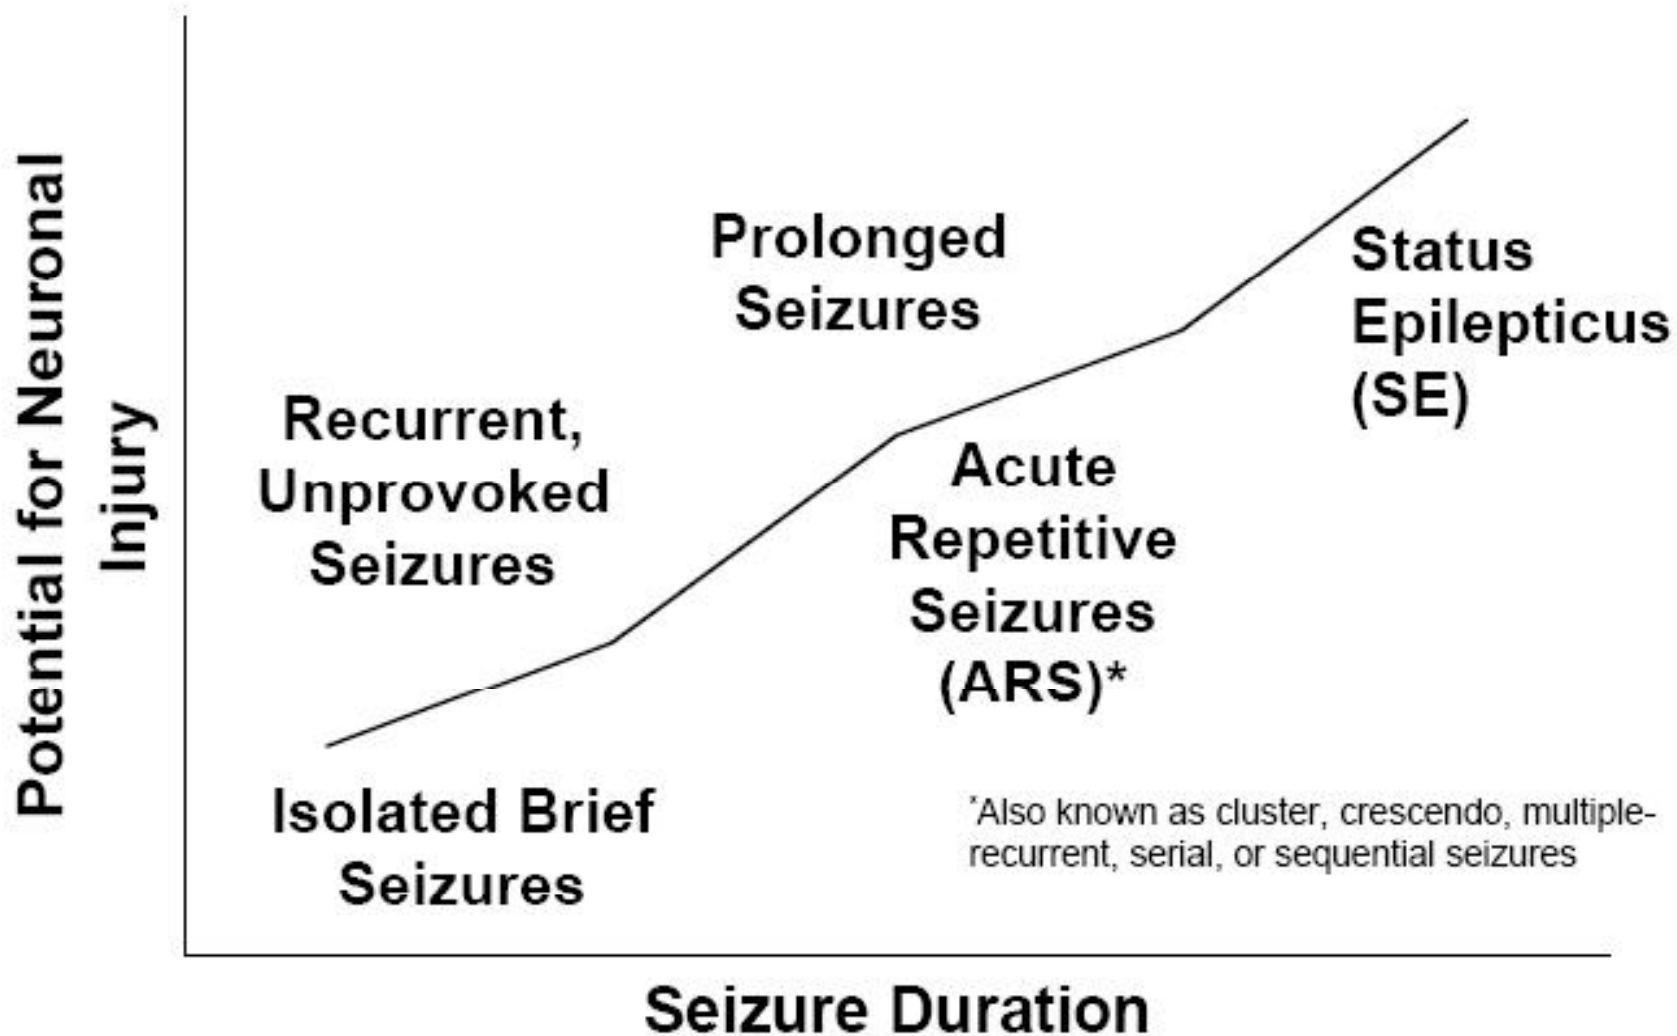 Potential for Neuronal
Injury
Prolonged
Seizures
Status
Epilepticus
(SE)
Recurrent,
Unprovoked
Seizures
Acute
Repetitive
Seizures
(ARS)*
Isolated Brief
Seizures
*Also known as cluster, crescendo, multiple-
recurrent, serial, or sequential seizures
Seizure Duration